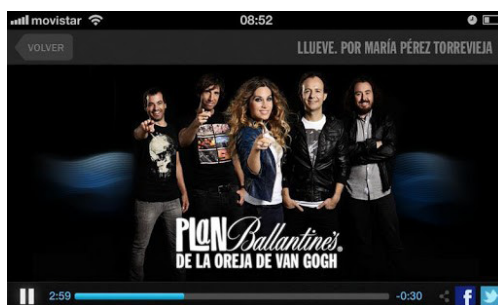 movistar 08:52
VOLVER LLUEVE. POR MARÍA PÉREZ TORREVIEJA
PLAN Ballantine's
DE LA OREJA DE VAN GOGH
2:59 -0:30